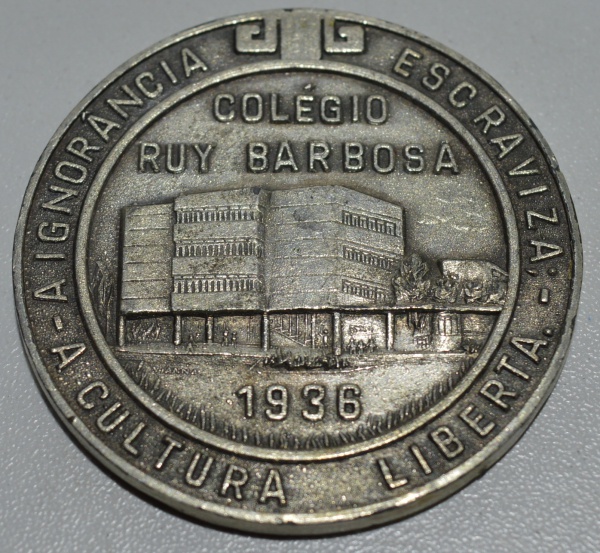 A IGNORÂNCIA ESCRAVIZA; -
- A CULTURA LIBERTA.
COLÉGIO
RUY BARBOSA
1936